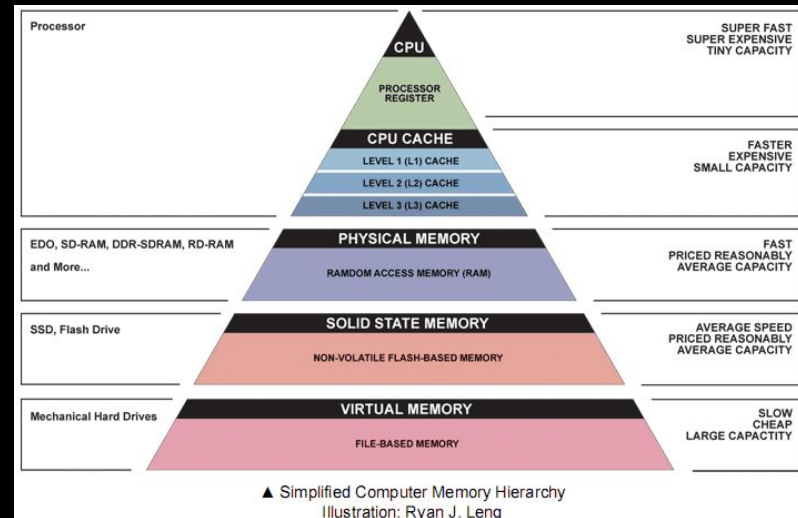 Processor
CPU
SUPER FAST
SUPER EXPENSIVE
TINY CAPACITY
PROCESSOR
REGISTER
CPU CACHE
LEVEL 1 (L1) CACHE
LEVEL 2 (L2) CACHE
LEVEL 3 (L3) CACHE
FASTER
EXPENSIVE
SMALL CAPACITY
EDO, SD-RAM, DDR-SDRAM, RD-RAM
and More...
PHYSICAL MEMORY
RAMDOM ACCESS MEMORY (RAM)
FAST
PRICED REASONABLY
AVERAGE CAPACITY
SSD, Flash Drive
SOLID STATE MEMORY
NON-VOLATILE FLASH-BASED MEMORY
AVERAGE SPEED
PRICED REASONABLY
AVERAGE CAPACITY
Mechanical Hard Drives
VIRTUAL MEMORY
FILE-BASED MEMORY
SLOW
CHEAP
LARGE CAPACTITY
▲ Simplified Computer Memory Hierarchy
Illustration: Ryan J. Leng